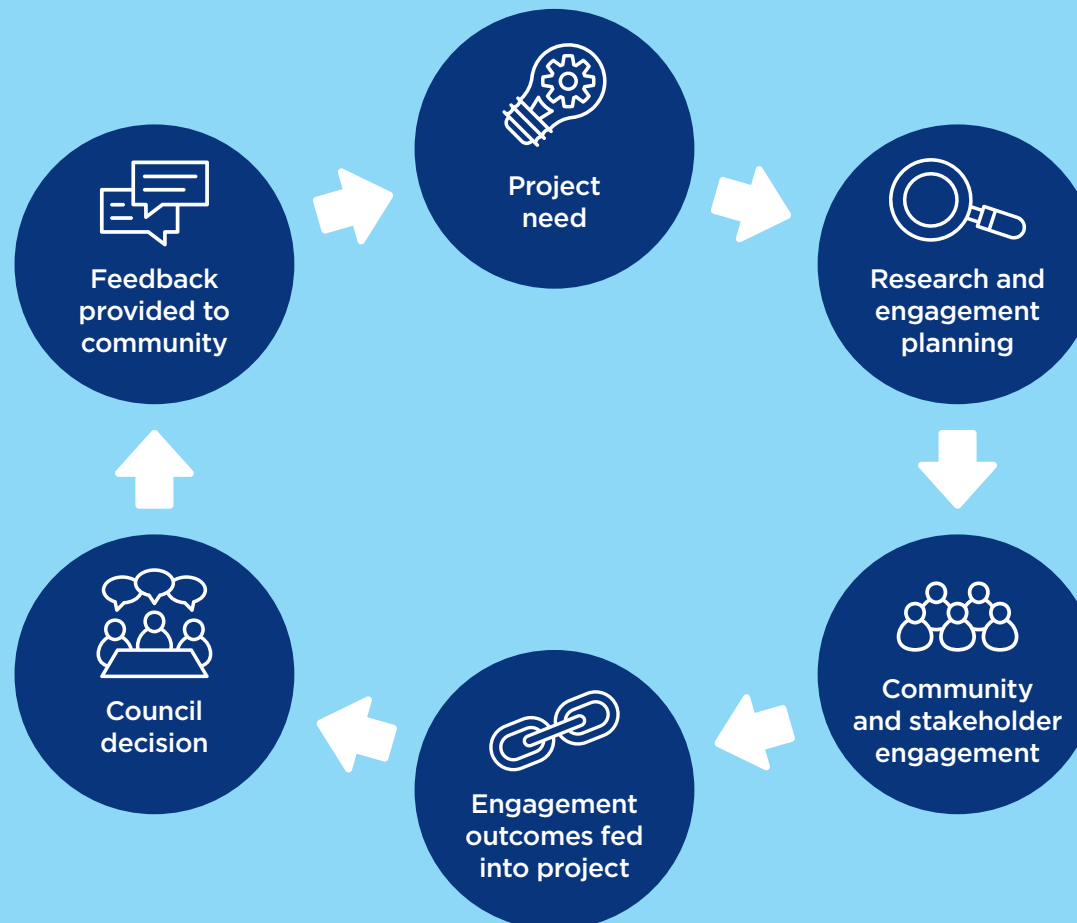 Project
need
Research and
engagement
planning
Community
and stakeholder
engagement
Engagement
outcomes fed
into project
Council
decision
Feedback
provided to
community